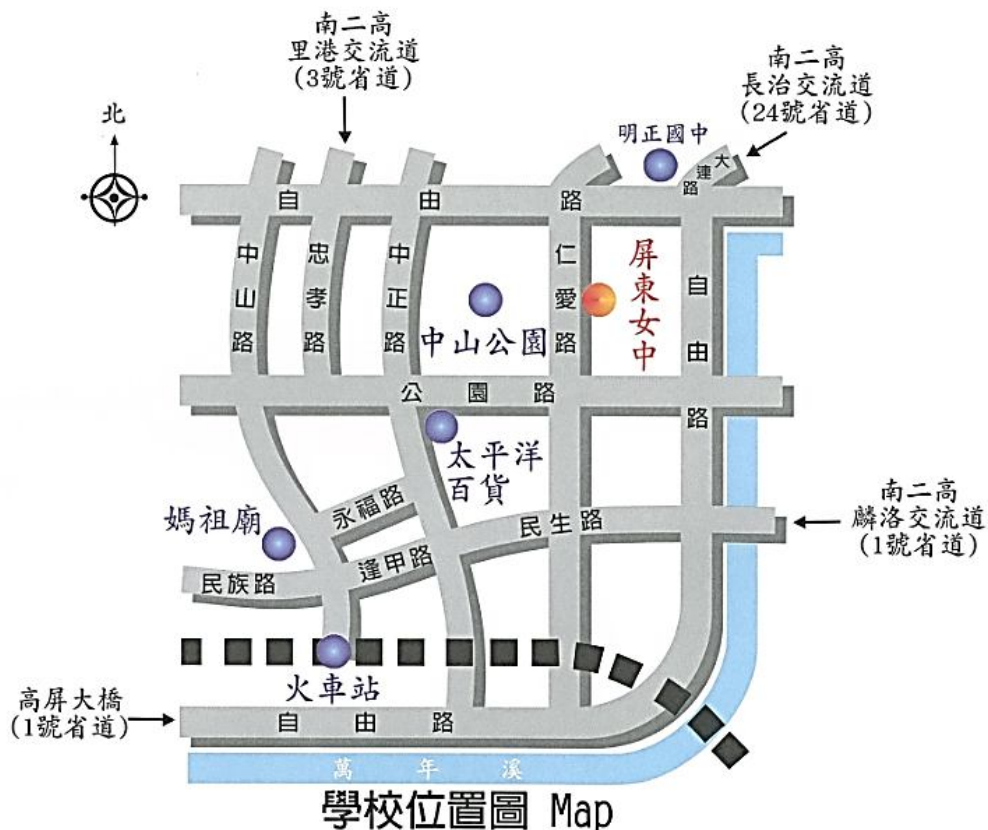 南二高
里港交流道
(3號省道)
南二高
長治交流道
(24號省道)
北
明正國中
大連路
自由路
中山路
忠孝路
中正路
仁愛路
屏東女中
自由路
中山公園
公園路
太平洋
百貨
永福路
媽祖廟
民生路
南二高
麟洛交流道
(1號省道)
逢甲路
民族路
火車站
高屏大橋
(1號省道)
自由路
萬年溪
學校位置圖 Map